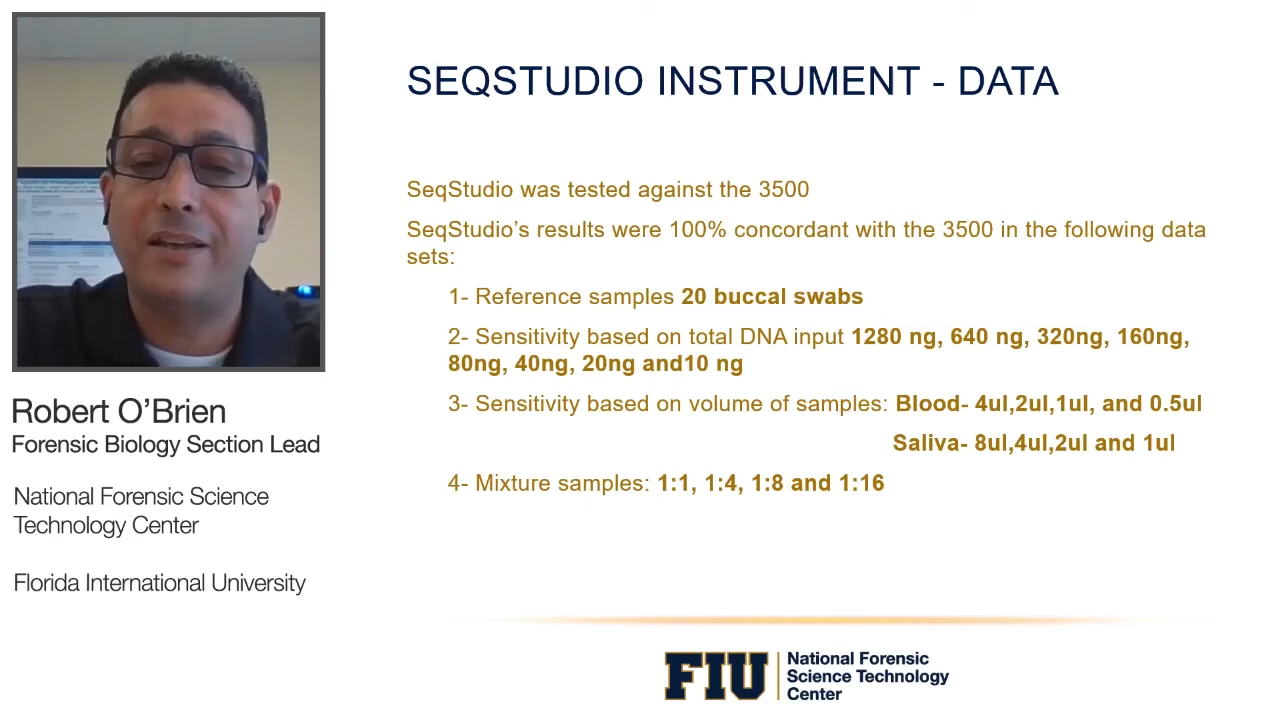 SEQSTUDIO INSTRUMENT - DATA
SeqStudio was tested against the 3500
SeqStudio’s results were 100% concordant with the 3500 in the following data
sets:
1- Reference samples 20 buccal swabs
2- Sensitivity based on total DNA input 1280 ng, 640 ng, 320ng, 160ng,
80ng, 40ng, 20ng and10 ng
3- Sensitivity based on volume of samples: Blood- 4ul,2ul,1ul, and 0.5ul
Saliva- 8ul,4ul,2ul and 1ul
4- Mixture samples: 1:1, 1:4, 1:8 and 1:16
Robert O’Brien
Forensic Biology Section Lead
National Forensic Science
Technology Center
Florida International University
FIU
National Forensic
Science Technology
Center